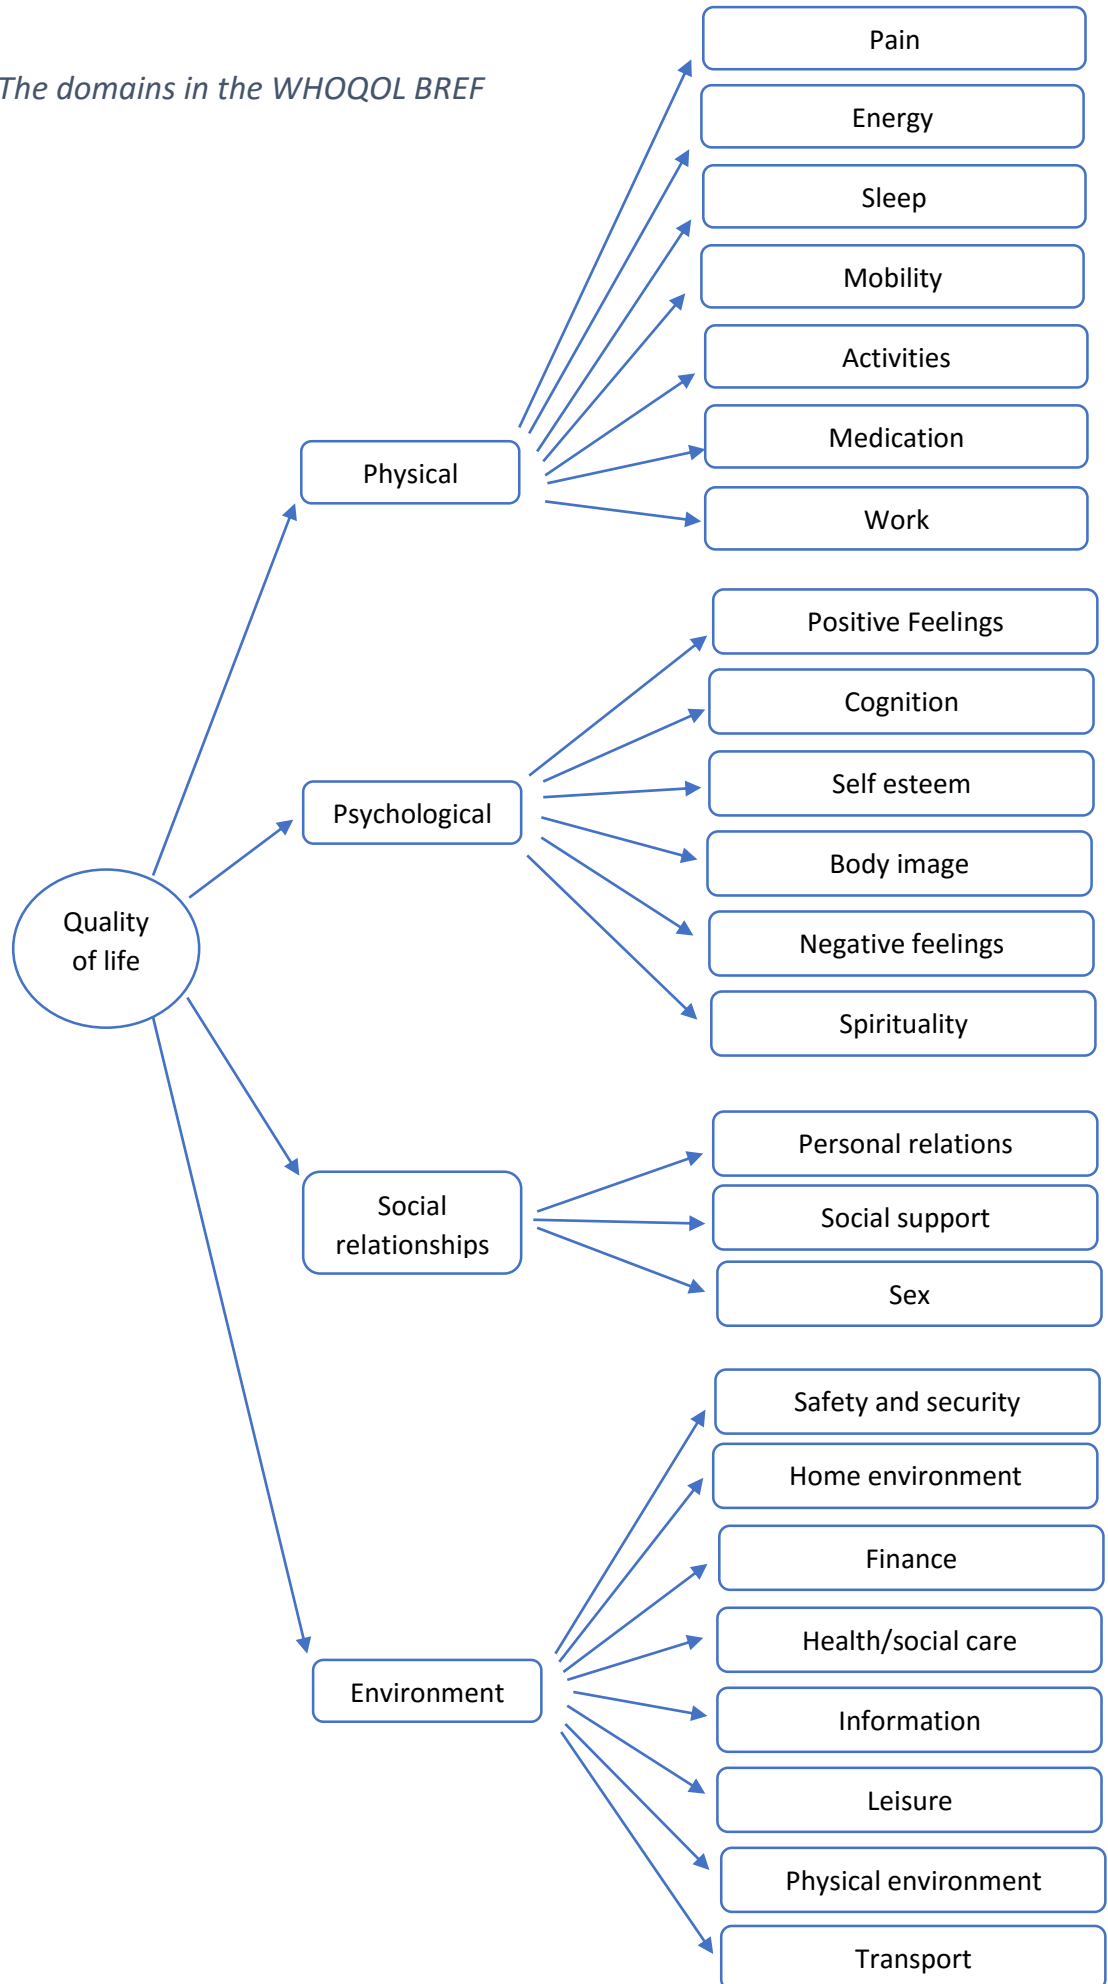 The domains in the WHOQOL BREF
Pain
Energy
Sleep
Mobility
Activities
Medication
Work
Physical
Positive Feelings
Cognition
Self esteem
Body image
Negative feelings
Spirituality
Psychological
Quality
of life
Personal relations
Social support
Sex
Social
relationships
Safety and security
Home environment
Finance
Health/social care
Information
Leisure
Physical environment
Transport
Environment